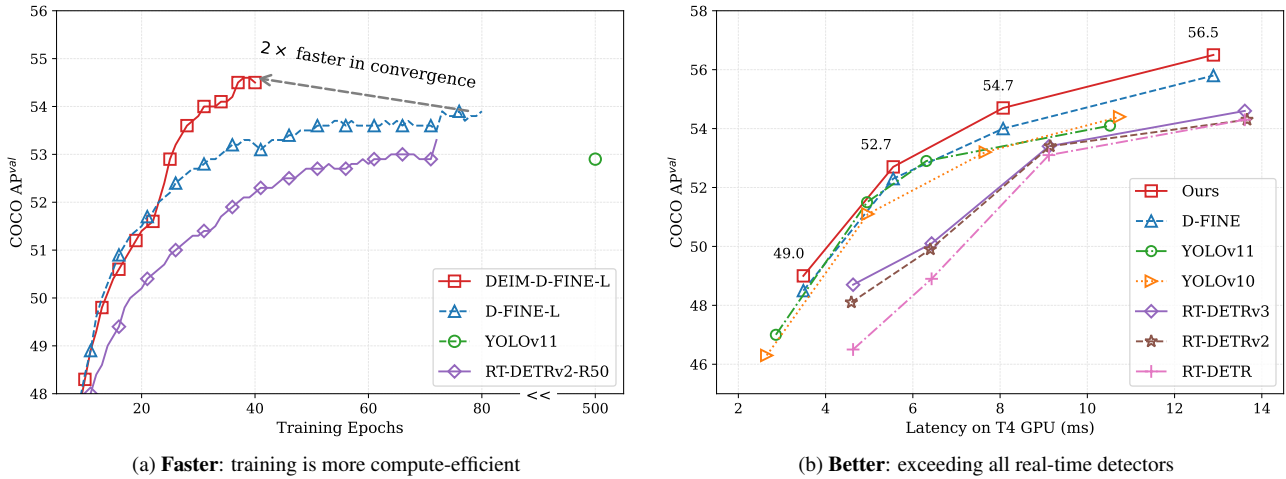 56
55
54
53
52
51
50
49
48
COCO AP^val
2× faster in convergence
DEIM-D-FINE-L
D-FINE-L
YOLOv11
RT-DETRv2-R50
20
40
60
80
<<
500
Training Epochs
(a) Faster: training is more compute-efficient
58
56
54
52
50
48
46
COCO AP^val
56.5
54.7
52.7
49.0
Ours
D-FINE
YOLOv11
YOLOv10
RT-DETRv3
RT-DETRv2
RT-DETR
2
4
6
8
10
12
14
Latency on T4 GPU (ms)
(b) Better: exceeding all real-time detectors